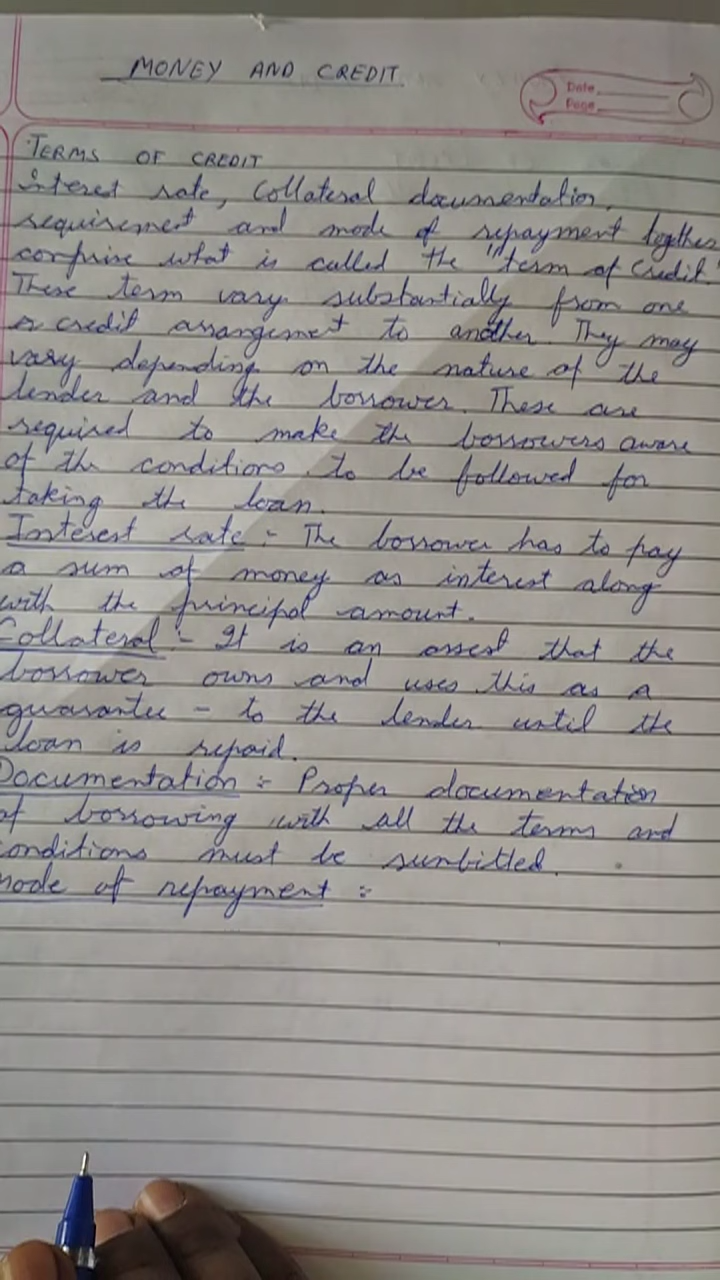 MONEY AND CREDIT
Date
Page
TERMS OF CREDIT
Interest rate, Collateral documentation,
requirement and mode of repayment together
comprise what is called the "term of Credit."
These term vary substantially from one
a credit arrangement to another. They may
vary depending on the nature of the
lender and the borrower. These are
required to make the borrowers aware
of the conditions to be followed for
taking the loan.
Interest rate :- The borrower has to pay
a sum of money as interest along
with the principal amount.
Collateral :- It is an assest that the
borrower owns and uses this as a
guarantee - to the lender until the
loan is repaid.
Documentation :- Proper documentation
of borrowing with all the terms and
conditions must be sunbitted.
mode of repayment :-